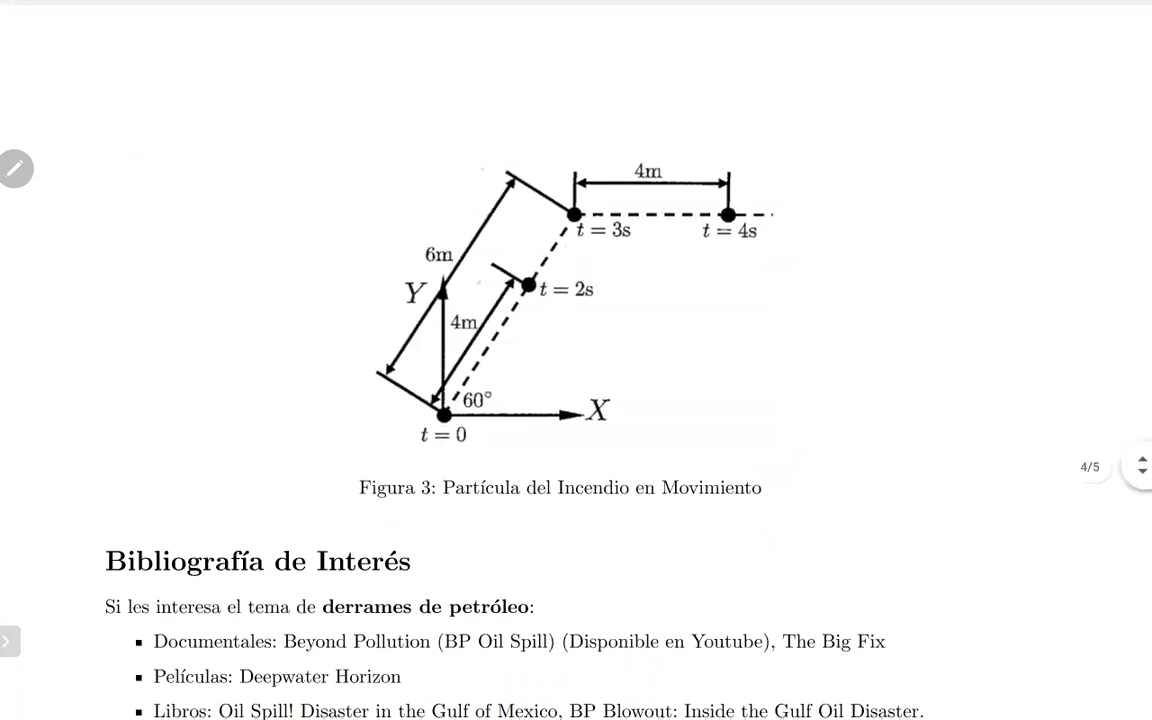 4m
t = 3s
t = 4s
6m
Y
t = 2s
4m
60°
X
t = 0
4/5
Figura 3: Partícula del Incendio en Movimiento
Bibliografía de Interés
Si les interesa el tema de derrames de petróleo:
▪ Documentales: Beyond Pollution (BP Oil Spill) (Disponible en Youtube), The Big Fix
▪ Películas: Deepwater Horizon
▪ Libros: Oil Spill! Disaster in the Gulf of Mexico, BP Blowout: Inside the Gulf Oil Disaster.